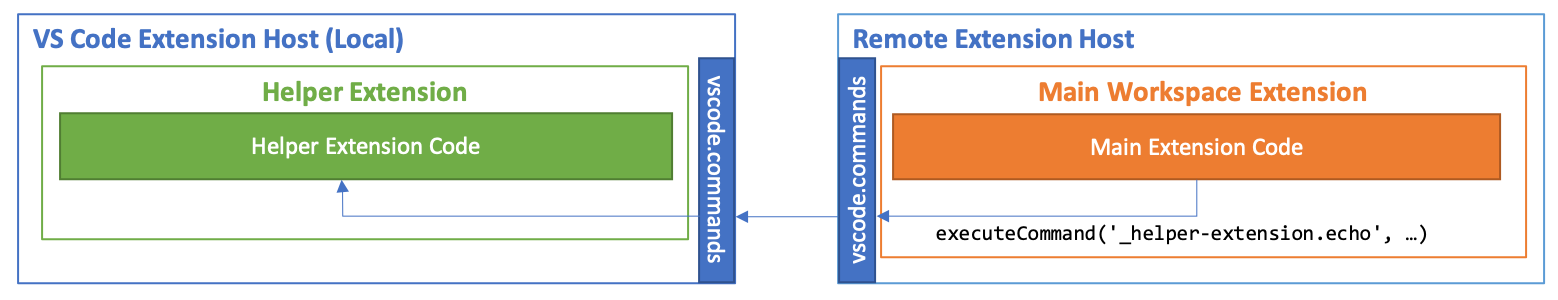 VS Code Extension Host (Local)
Helper Extension
Helper Extension Code
vscode.commands
Remote Extension Host
vscode.commands
Main Workspace Extension
Main Extension Code
executeCommand('_helper-extension.echo', …)